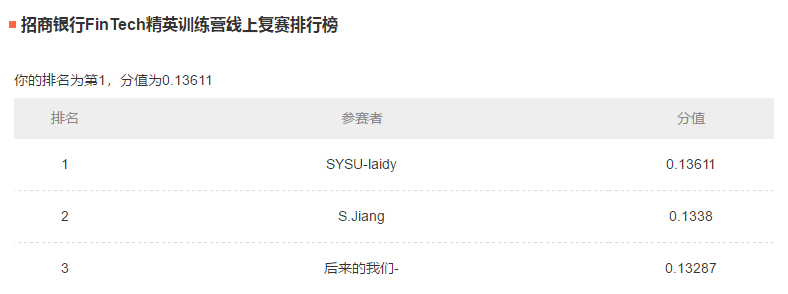 招商银行FinTech精英训练营线上复赛排行榜
你的排名为第1，分值为0.13611
排名 参赛者 分值
1 SYSU-laidy 0.13611
2 S.Jiang 0.1338
3 后来的我们- 0.13287